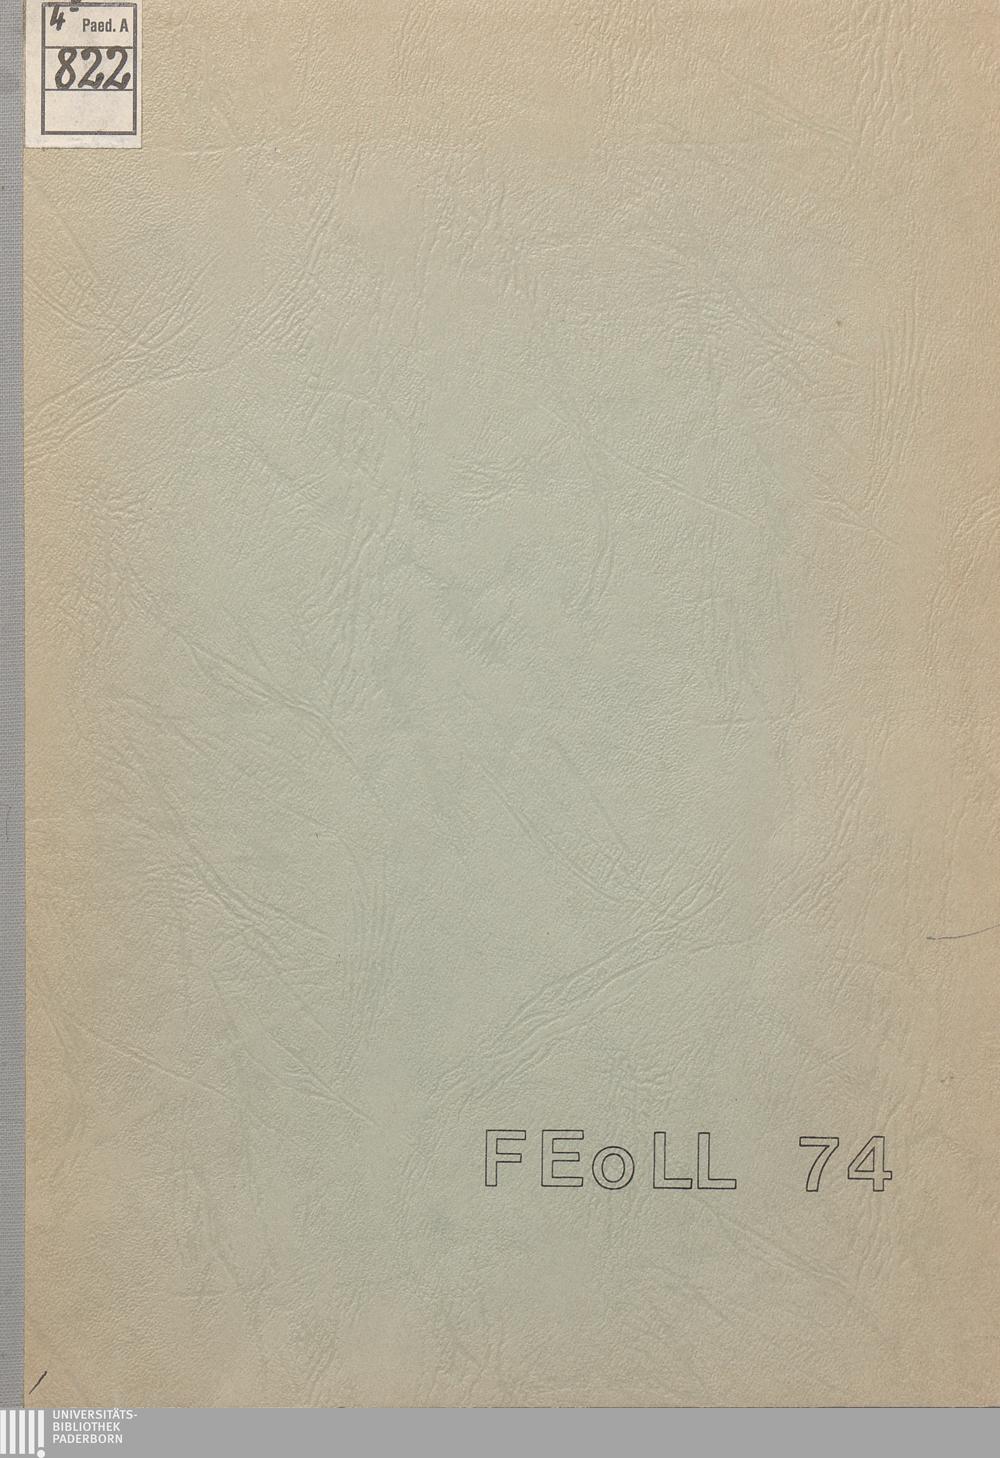 4° Paed. A
822
FEoLL 74
UNIVERSITÄTS-
BIBLIOTHEK
PADERBORN